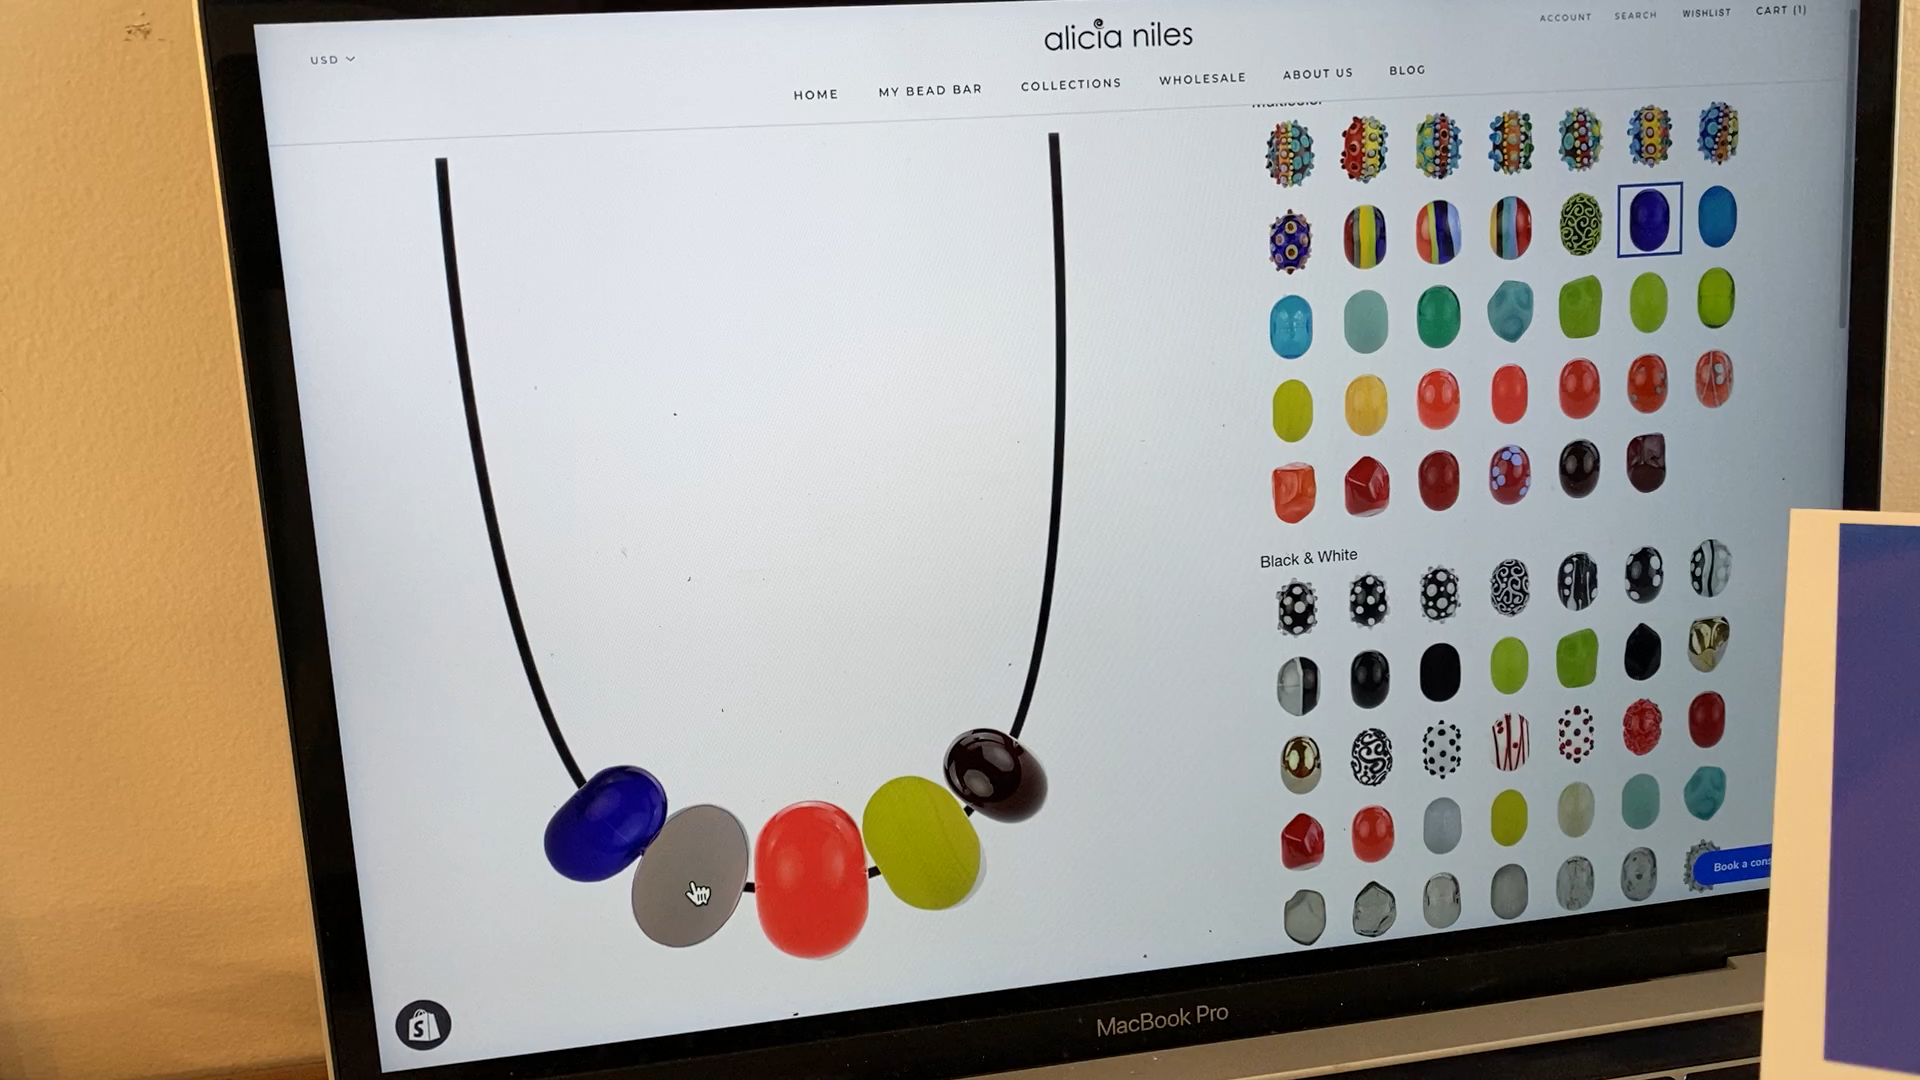 USD
alicia niles
ACCOUNT SEARCH WISHLIST CART (1)
HOME MY BEAD BAR COLLECTIONS WHOLESALE ABOUT US BLOG
Multicolor
Black & White
Book a cons
S
MacBook Pro